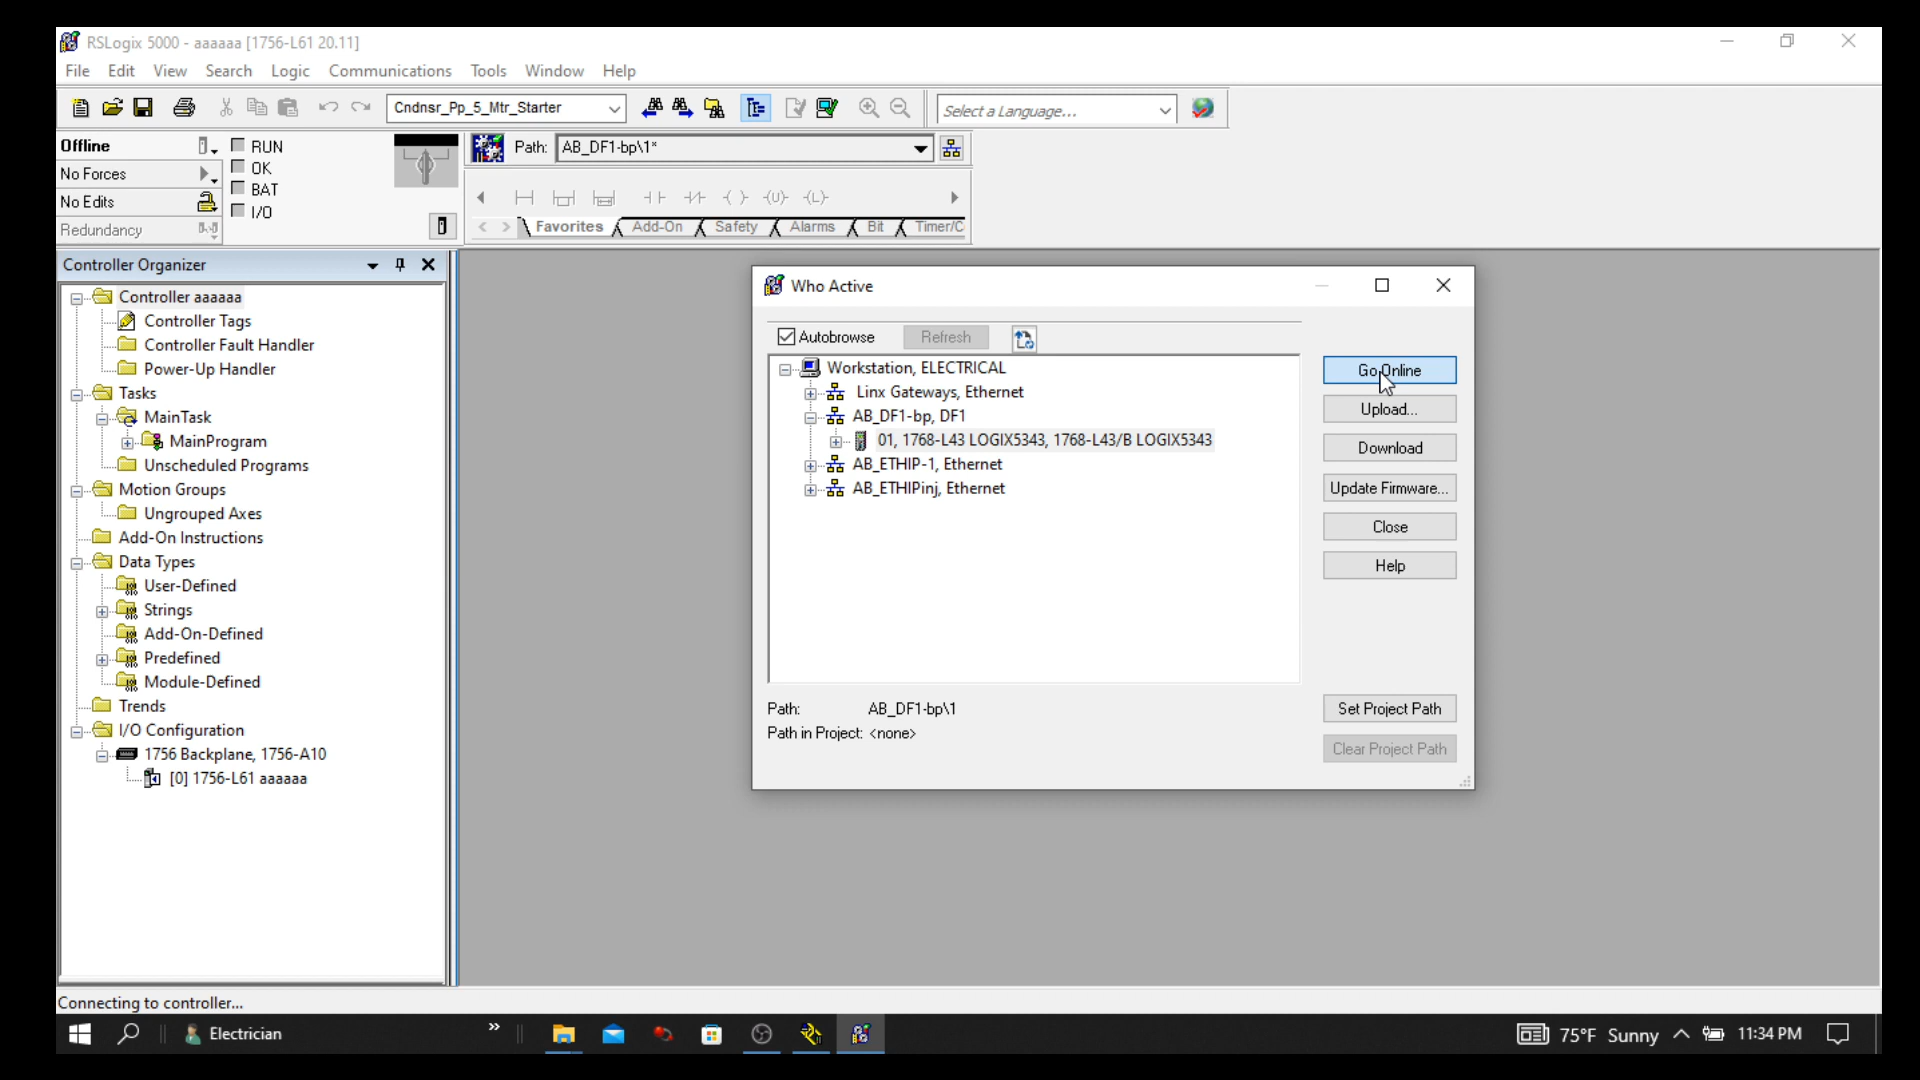 RSLogix 5000 - aaaaaa [1756-L61 20.11]
File Edit View Search Logic Communications Tools Window Help
Cndnsr_Pp_5_Mtr_Starter
Select a Language...
Offline
RUN
Path: AB_DF1-bp\1*
No Forces
OK
No Edits
BAT
Redundancy
I/O
Favorites Add-On Safety Alarms Bit Timer/C
Controller Organizer
Controller aaaaaa
Controller Tags
Controller Fault Handler
Power-Up Handler
Tasks
MainTask
MainProgram
Unscheduled Programs
Motion Groups
Ungrouped Axes
Add-On Instructions
Data Types
User-Defined
Strings
Add-On-Defined
Predefined
Module-Defined
Trends
I/O Configuration
1756 Backplane, 1756-A10
[0] 1756-L61 aaaaaa
Who Active
Autobrowse Refresh
Workstation, ELECTRICAL
Linx Gateways, Ethernet
AB_DF1-bp, DF1
01, 1768-L43 LOGIX5343, 1768-L43/B LOGIX5343
AB_ETHIP-1, Ethernet
AB_ETHIPinj, Ethernet
Go Online
Upload...
Download
Update Firmware...
Close
Help
Path: AB_DF1-bp\1
Path in Project: <none>
Set Project Path
Clear Project Path
Connecting to controller...
Electrician
75°F Sunny
11:34 PM